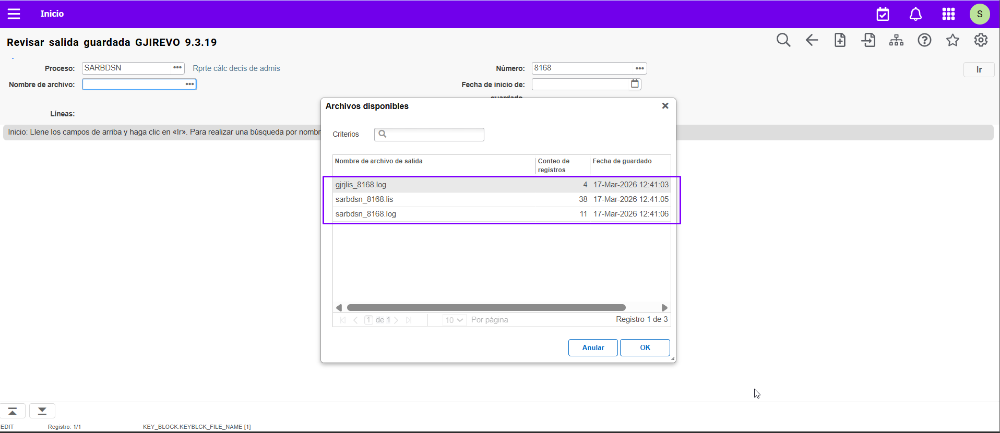 Inicio
S
Revisar salida guardada GJIREVO 9.3.19
Proceso: SARBDSN ••• Rprte cálc decis de admis Número: 8168 ••• Ir
Nombre de archivo: ••• Fecha de inicio de:
guardado
Líneas:
Inicio: Llene los campos de arriba y haga clic en «Ir». Para realizar una búsqueda por nombr
Archivos disponibles
Criterios
Nombre de archivo de salida Conteo de registros Fecha de guardado
gjrjlis_8168.log 4 17-Mar-2026 12:41:03
sarbdsn_8168.lis 38 17-Mar-2026 12:41:05
sarbdsn_8168.log 11 17-Mar-2026 12:41:06
1 de 1 10 Por página Registro 1 de 3
Anular OK
EDIT Registro: 1/1 KEY_BLOCK.KEYBLCK_FILE_NAME [1]